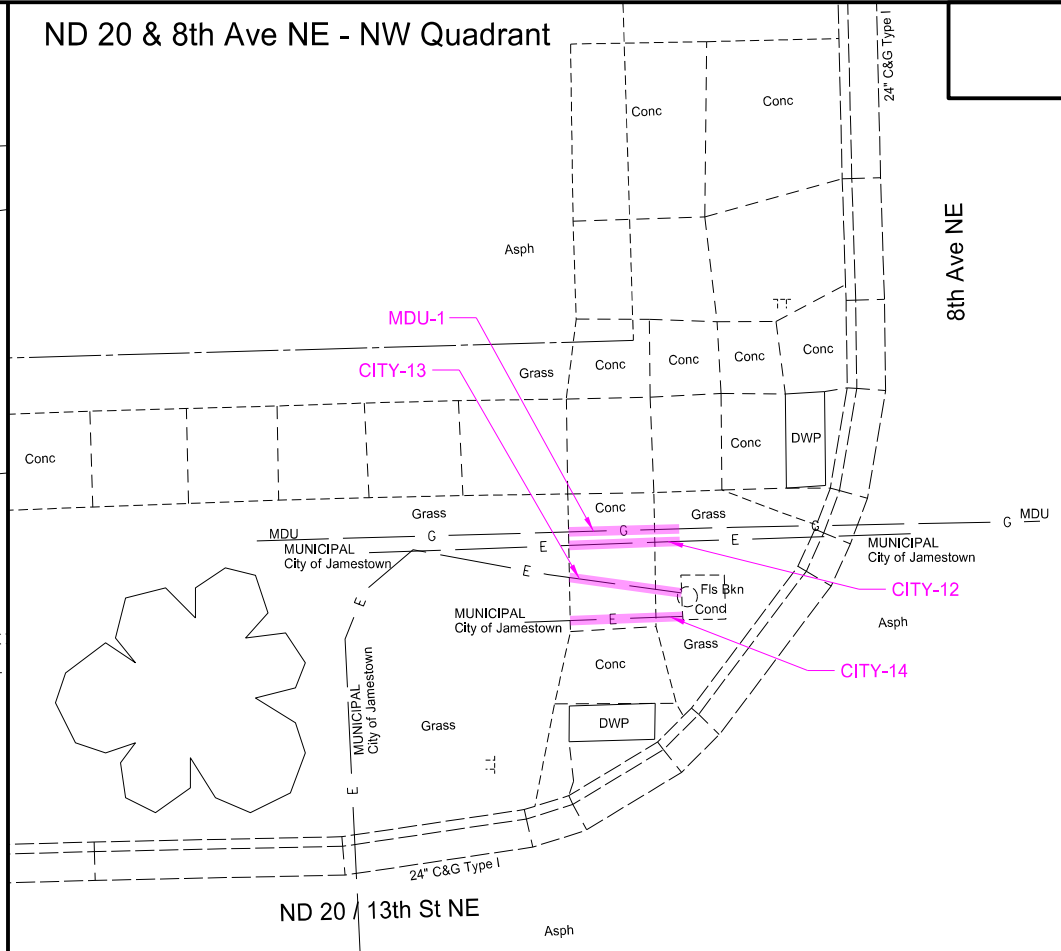 ND 20 & 8th Ave NE - NW Quadrant
24" C&G Type I
Conc
Conc
8th Ave NE
Asph
MDU-1
CITY-13
Grass
Conc
Conc
Conc
Conc
Conc
Conc
DWP
Grass
Conc
Grass
MDU
G
G
G
G
MDU
MUNICIPAL
City of Jamestown
E
E
MUNICIPAL
City of Jamestown
E
Fls Bkn
Cond
CITY-12
E
MUNICIPAL
City of Jamestown
E
Asph
Grass
Conc
CITY-14
MUNICIPAL
City of Jamestown
Grass
DWP
E
24" C&G Type I
ND 20 / 13th St NE
Asph